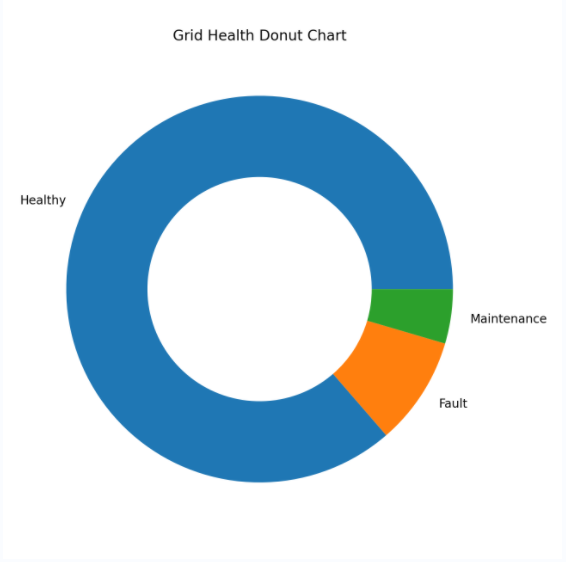 Grid Health Donut Chart
Healthy
Maintenance
Fault